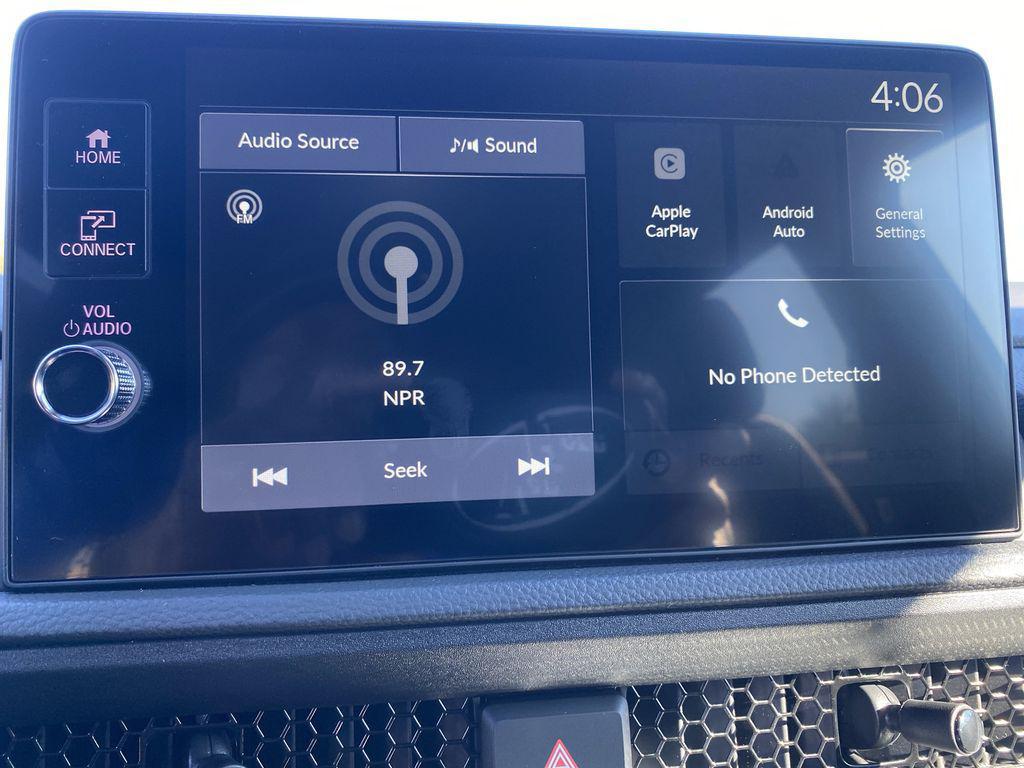 4:06
HOME
CONNECT
VOL
AUDIO
Audio Source
Sound
FM
89.7
NPR
Seek
Apple
CarPlay
Android
Auto
General
Settings
No Phone Detected
Recents